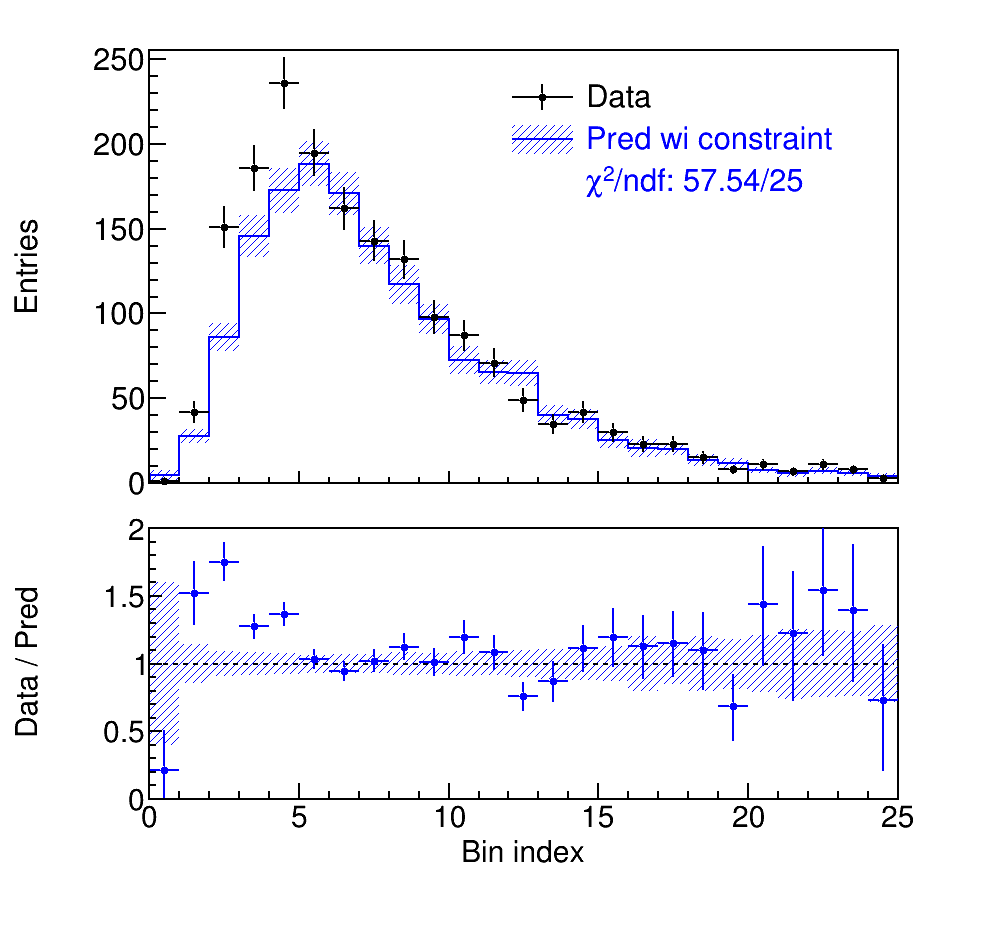 250
200
150
100
50
0
Entries
Data
Pred wi constraint
χ²/ndf: 57.54/25
2
1.5
1
0.5
0
Data / Pred
0 5 10 15 20 25
Bin index